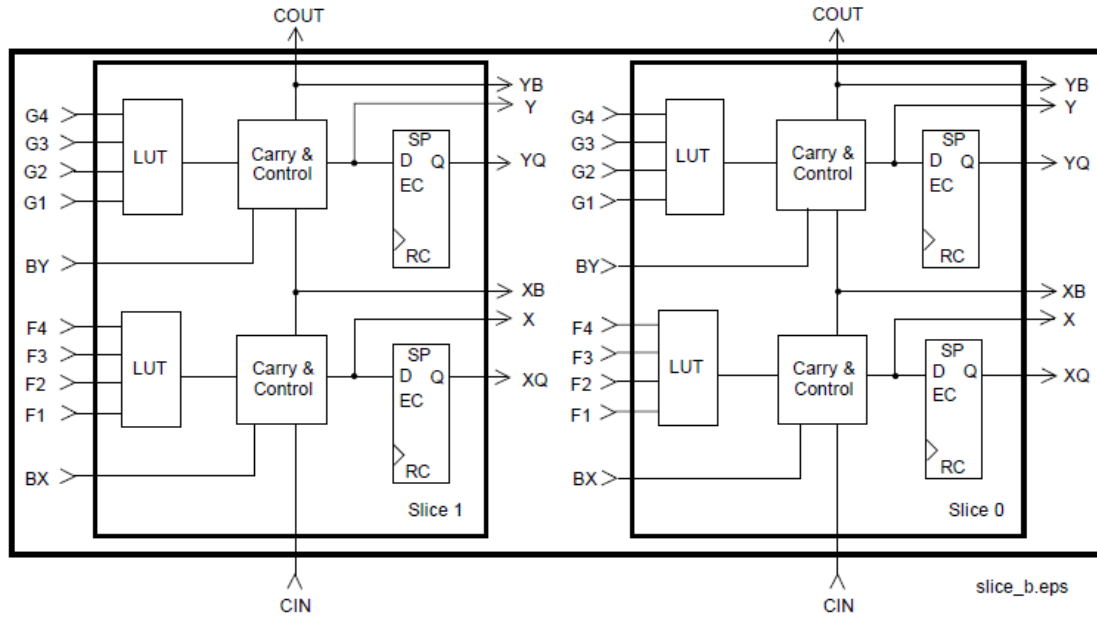 COUT
COUT
YB
Y
G4
G3
G2
G1
LUT
Carry &
Control
SP
D Q
EC
RC
YQ
BY
XB
X
F4
F3
F2
F1
LUT
Carry &
Control
SP
D Q
EC
RC
XQ
BX
Slice 1
CIN
YB
Y
G4
G3
G2
G1
LUT
Carry &
Control
SP
D Q
EC
RC
YQ
BY
XB
X
F4
F3
F2
F1
LUT
Carry &
Control
SP
D Q
EC
RC
XQ
BX
Slice 0
CIN
slice_b.eps